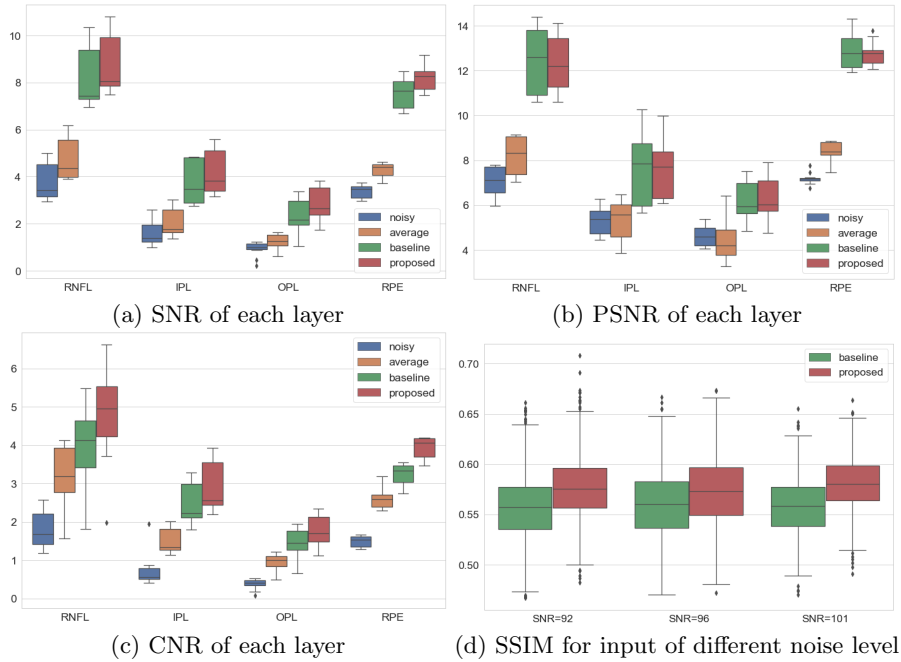 10
8
6
4
2
0
noisy
average
baseline
proposed
RNFL IPL OPL RPE
(a) SNR of each layer
14
12
10
8
6
4
noisy
average
baseline
proposed
RNFL IPL OPL RPE
(b) PSNR of each layer
6
5
4
3
2
1
0
noisy
average
baseline
proposed
RNFL IPL OPL RPE
(c) CNR of each layer
0.70
0.65
0.60
0.55
0.50
baseline
proposed
SNR=92 SNR=96 SNR=101
(d) SSIM for input of different noise level